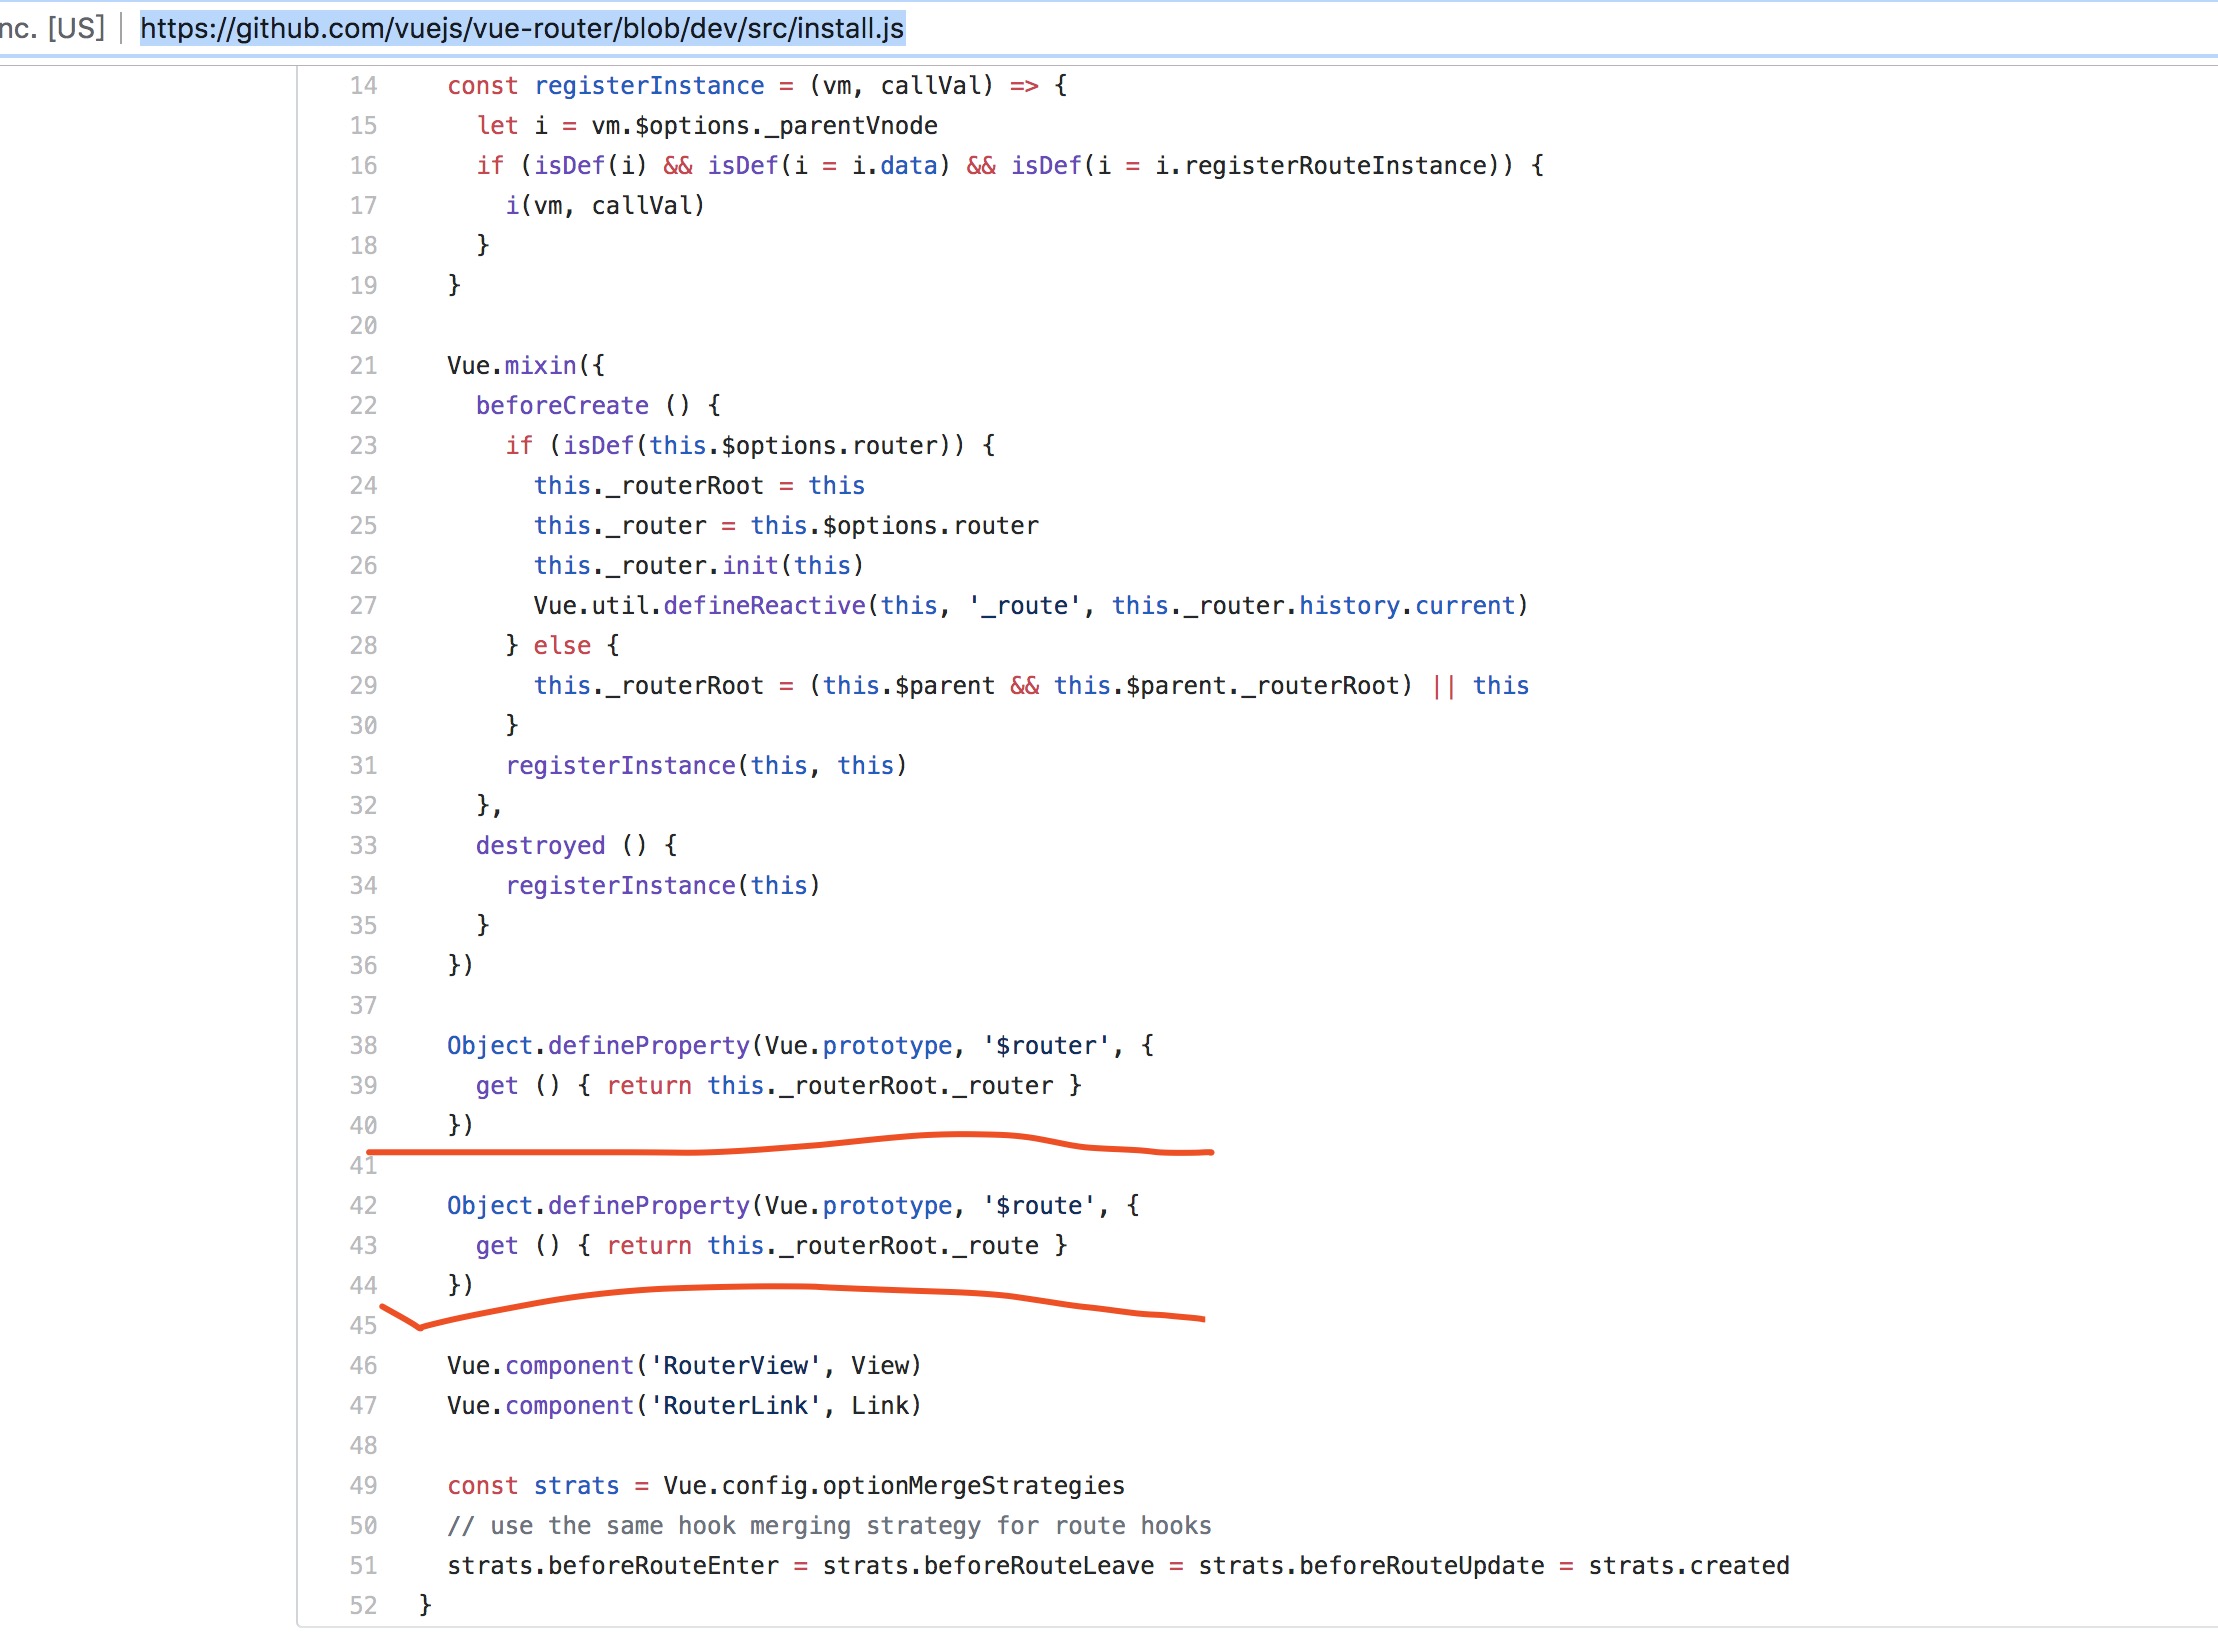 nc. [US] | https://github.com/vuejs/vue-router/blob/dev/src/install.js
14 const registerInstance = (vm, callVal) => {
15 let i = vm.$options._parentVnode
16 if (isDef(i) && isDef(i = i.data) && isDef(i = i.registerRouteInstance)) {
17 i(vm, callVal)
18 }
19 }
20
21 Vue.mixin({
22 beforeCreate () {
23 if (isDef(this.$options.router)) {
24 this._routerRoot = this
25 this._router = this.$options.router
26 this._router.init(this)
27 Vue.util.defineReactive(this, '_route', this._router.history.current)
28 } else {
29 this._routerRoot = (this.$parent && this.$parent._routerRoot) || this
30 }
31 registerInstance(this, this)
32 },
33 destroyed () {
34 registerInstance(this)
35 }
36 })
37
38 Object.defineProperty(Vue.prototype, '$router', {
39 get () { return this._routerRoot._router }
40 })
41
42 Object.defineProperty(Vue.prototype, '$route', {
43 get () { return this._routerRoot._route }
44 })
45
46 Vue.component('RouterView', View)
47 Vue.component('RouterLink', Link)
48
49 const strats = Vue.config.optionMergeStrategies
50 // use the same hook merging strategy for route hooks
51 strats.beforeRouteEnter = strats.beforeRouteLeave = strats.beforeRouteUpdate = strats.created
52 }